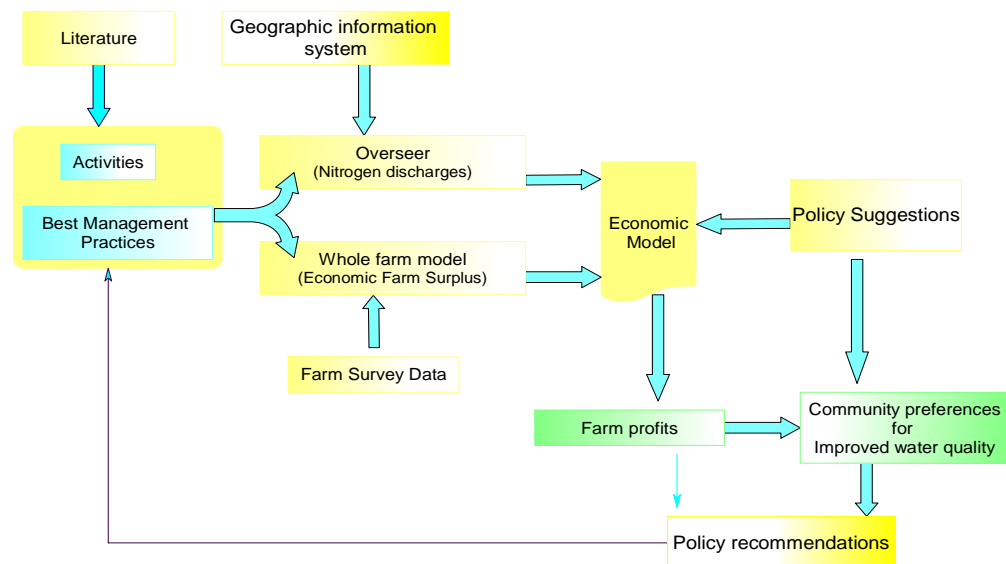 Literature
Geographic information
system
Activities
Best Management
Practices
Overseer
(Nitrogen discharges)
Whole farm model
(Economic Farm Surplus)
Farm Survey Data
Economic
Model
Policy Suggestions
Farm profits
Community preferences
for
Improved water quality
Policy recommendations